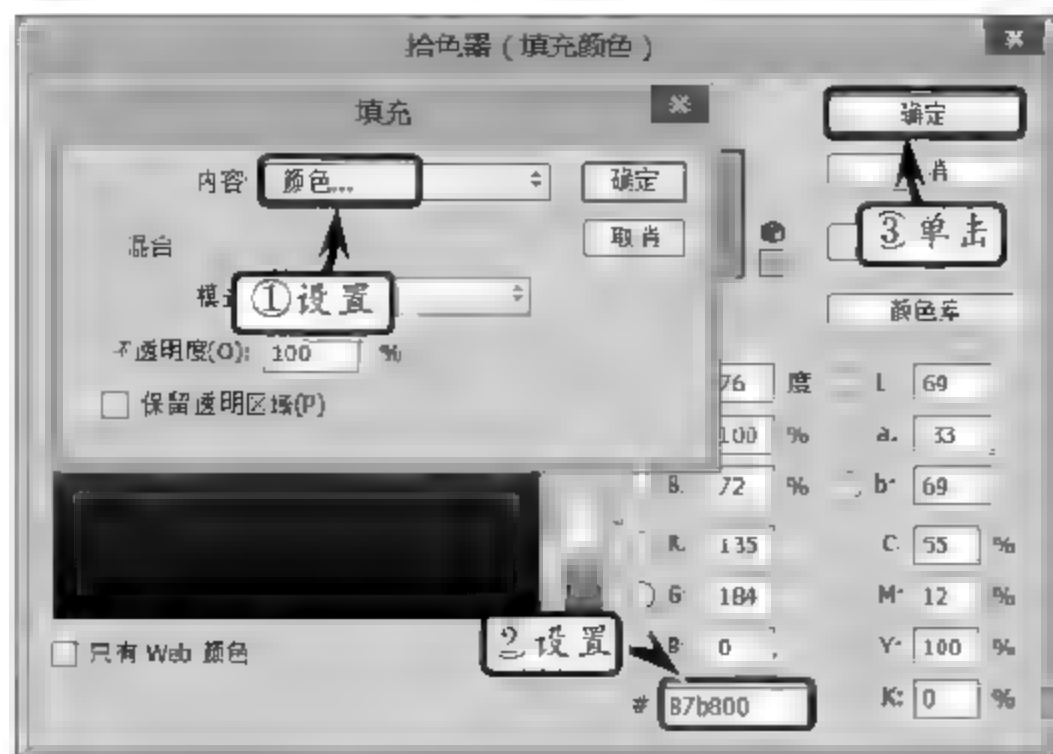 拾色器（填充颜色）
填充
确定
内容: 颜色...
确定
混合
取消
③单击
①设置
颜色库
不透明度(O): 100 %
保留透明区域(P)
76 度
L 69
100 %
a. 33
B. 72 %
b: 69
R. 135
C. 55 %
G: 184
M: 12 %
②设置
B: 0
Y: 100 %
只有 Web 颜色
# 87b800
K: 0 %